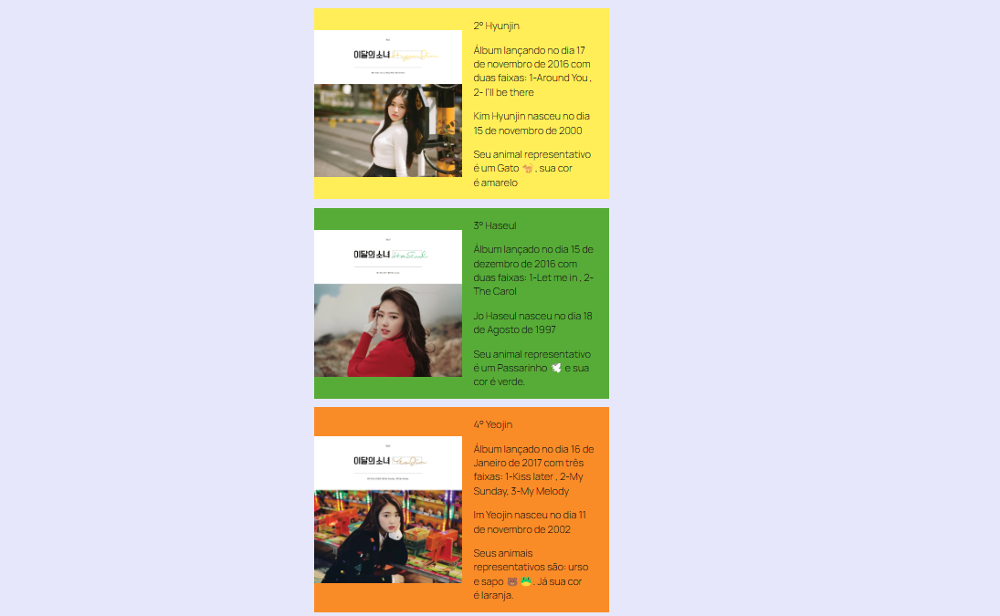 이달의 소녀 HyunJin
2° Hyunjin
Álbum lançando no dia 17
de novembro de 2016 com
duas faixas: 1-Around You ,
2- I'll be there
Kim Hyunjin nasceu no dia
15 de novembro de 2000
Seu animal representativo
é um Gato 🐈, sua cor
é amarelo
이달의 소녀 HaSeul
3° Haseul
Álbum lançado no dia 15 de
dezembro de 2016 com
duas faixas: 1-Let me in , 2-
The Carol
Jo Haseul nasceu no dia 18
de Agosto de 1997
Seu animal representativo
é um Passarinho 🕊 e sua
cor é verde.
이달의 소녀 YeoJin
4° Yeojin
Álbum lançado no dia 16 de
Janeiro de 2017 com três
faixas: 1-Kiss later , 2-My
Sunday, 3-My Melody
Im Yeojin nasceu no dia 11
de novembro de 2002
Seus animais
representativos são: urso
e sapo 🐻 🐸. Já sua cor
é laranja.